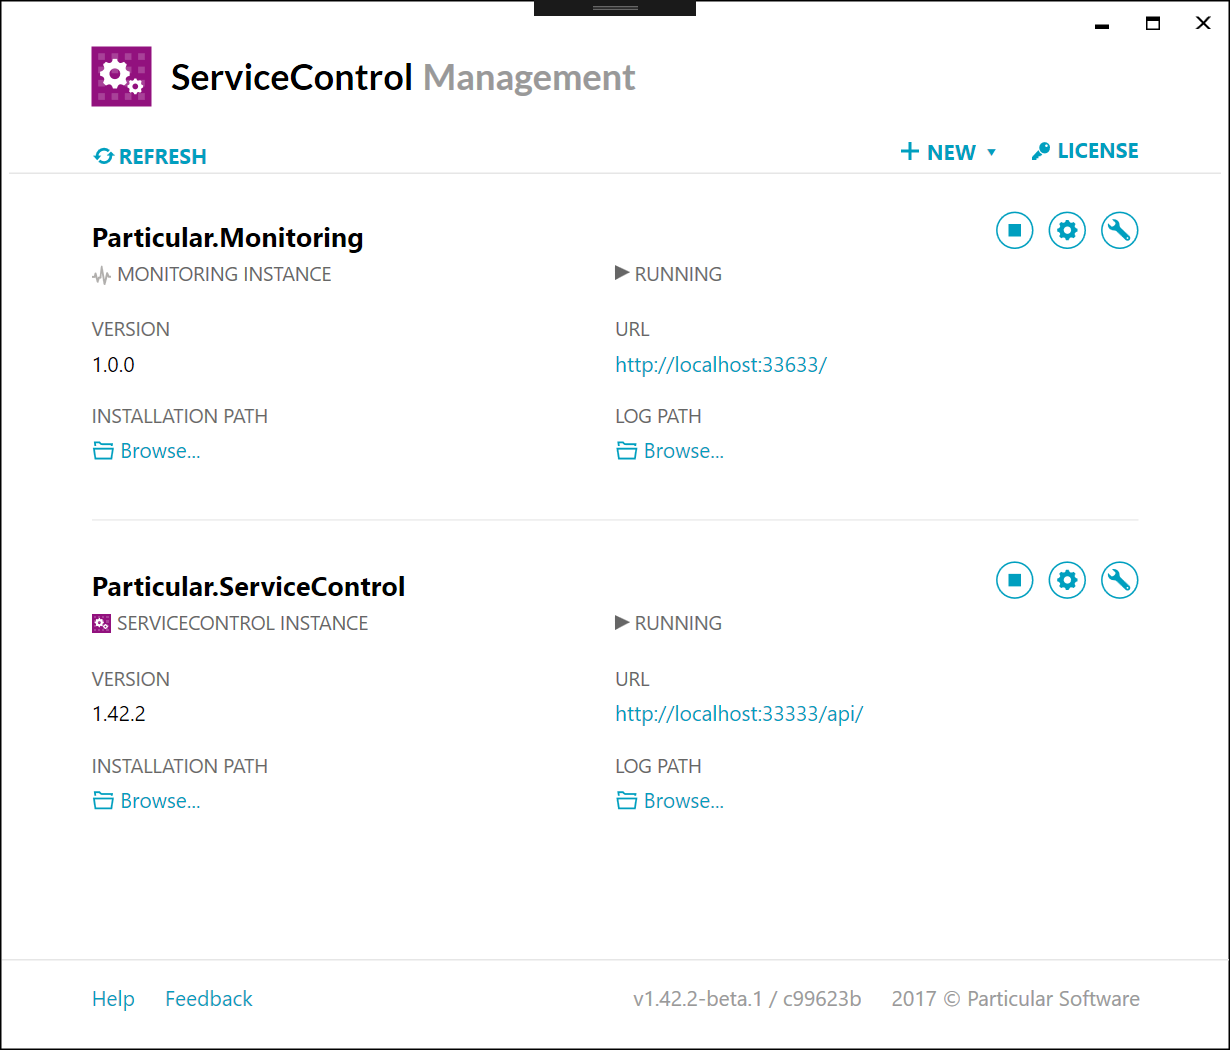 ServiceControl Management
REFRESH
NEW
LICENSE
Particular.Monitoring
MONITORING INSTANCE
RUNNING
VERSION
URL
1.0.0
http://localhost:33633/
INSTALLATION PATH
LOG PATH
Browse...
Browse...
Particular.ServiceControl
SERVICECONTROL INSTANCE
RUNNING
VERSION
URL
1.42.2
http://localhost:33333/api/
INSTALLATION PATH
LOG PATH
Browse...
Browse...
Help
Feedback
v1.42.2-beta.1 / c99623b
2017 © Particular Software